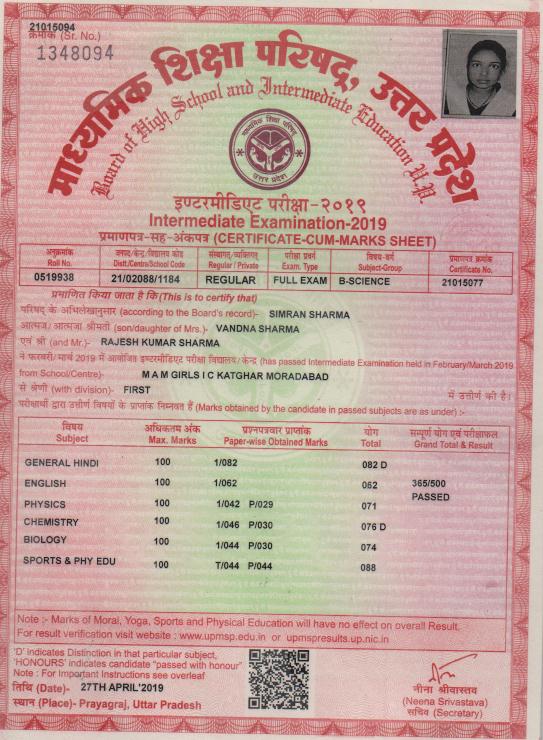 21015094
क्रमांक (Sr. No.)
1348094
माध्यमिक शिक्षा परिषद्, उत्तर प्रदेश
Board of High School and Intermediate Education U.P.
माध्यमिक शिक्षा परिषद्
उत्तर प्रदेश
इण्टरमीडिएट परीक्षा-२०१९
Intermediate Examination-2019
प्रमाणपत्र-सह-अंकपत्र (CERTIFICATE-CUM-MARKS SHEET)
अनुक्रमांक Roll No. जनपद/केन्द्र/विद्यालय कोड Distt./Centre/School Code संस्थागत/व्यक्तिगत Regular / Private परीक्षा प्रवर्ग Exam. Type विषय-वर्ग Subject-Group प्रमाणपत्र क्रमांक Certificate No.
0519938 21/02088/1184 REGULAR FULL EXAM B-SCIENCE 21015077
प्रमाणित किया जाता है कि (This is to certify that)
परिषद के अभिलेखानुसार (according to the Board's record)- SIMRAN SHARMA
आत्मज/आत्मजा श्रीमती (son/daughter of Mrs.)- VANDNA SHARMA
एवं श्री (and Mr.)- RAJESH KUMAR SHARMA
ने फरवरी/मार्च 2019 में आयोजित इण्टरमीडिएट परीक्षा विद्यालय/केन्द्र (has passed Intermediate Examination held in February/March 2019
from School/Centre)- M A M GIRLS I C KATGHAR MORADABAD
से श्रेणी (with division)- FIRST में उत्तीर्ण की है।
परीक्षार्थी द्वारा उत्तीर्ण विषयों के प्राप्तांक निम्नवत हैं (Marks obtained by the candidate in passed subjects are as under) :-
विषय अधिकतम अंक प्रश्नपत्रवार प्राप्तांक योग सम्पूर्ण योग एवं परीक्षाफल
Subject Max. Marks Paper-wise Obtained Marks Total Grand Total & Result
GENERAL HINDI 100 1/082 082 D
ENGLISH 100 1/062 062 365/500
PASSED
PHYSICS 100 1/042 P/029 071
CHEMISTRY 100 1/046 P/030 076 D
BIOLOGY 100 1/044 P/030 074
SPORTS & PHY EDU 100 T/044 P/044 088
Note :- Marks of Moral, Yoga, Sports and Physical Education will have no effect on overall Result.
For result verification visit website : www.upmsp.edu.in or upmspresults.up.nic.in
'D' indicates Distinction in that particular subject,
'HONOURS' indicates candidate "passed with honour"
Note : For Important Instructions see overleaf
तिथि (Date)- 27TH APRIL'2019
स्थान (Place)- Prayagraj, Uttar Pradesh
नीना श्रीवास्तव
(Neena Srivastava)
सचिव (Secretary)